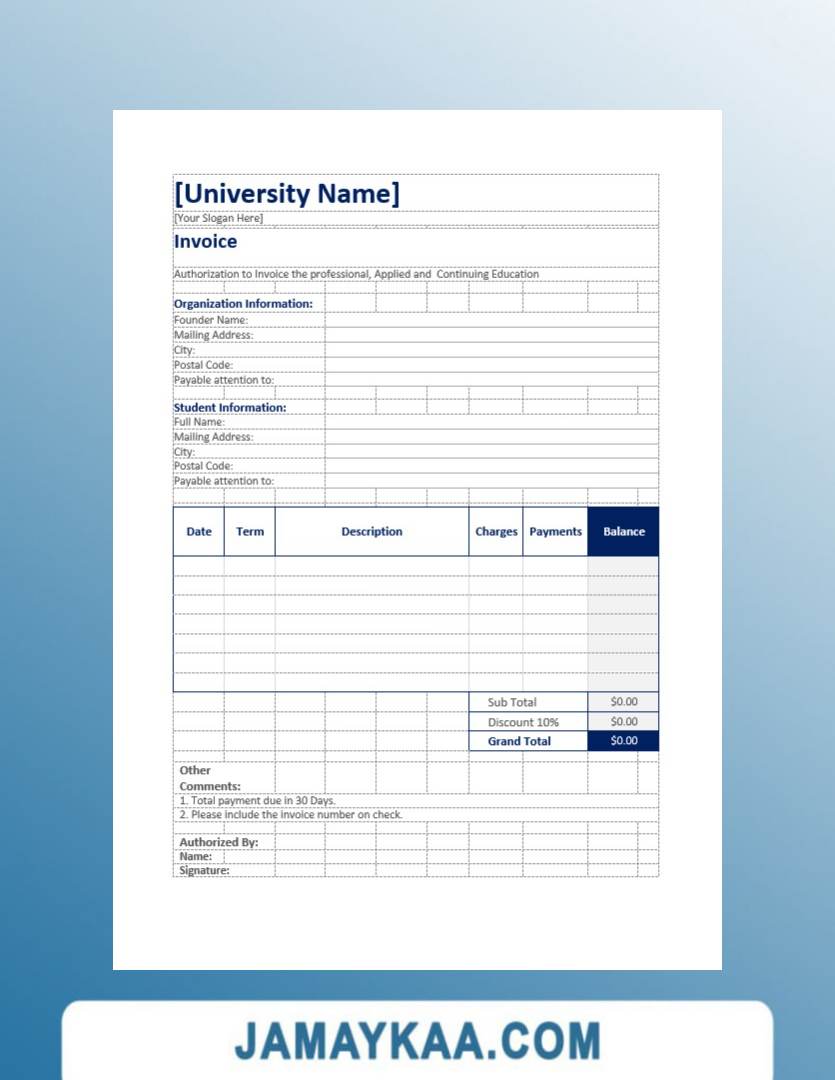 [University Name]
[Your Slogan Here]
Invoice
Authorization to Invoice the professional, Applied and Continuing Education
Organization Information:
Founder Name:
Mailing Address:
City:
Postal Code:
Payable attention to:
Student Information:
Full Name:
Mailing Address:
City:
Postal Code:
Payable attention to:
Date Term Description Charges Payments Balance
Sub Total $0.00
Discount 10% $0.00
Grand Total $0.00
Other
Comments:
1. Total payment due in 30 Days.
2. Please include the invoice number on check.
Authorized By:
Name:
Signature:
JAMAYKAA.COM